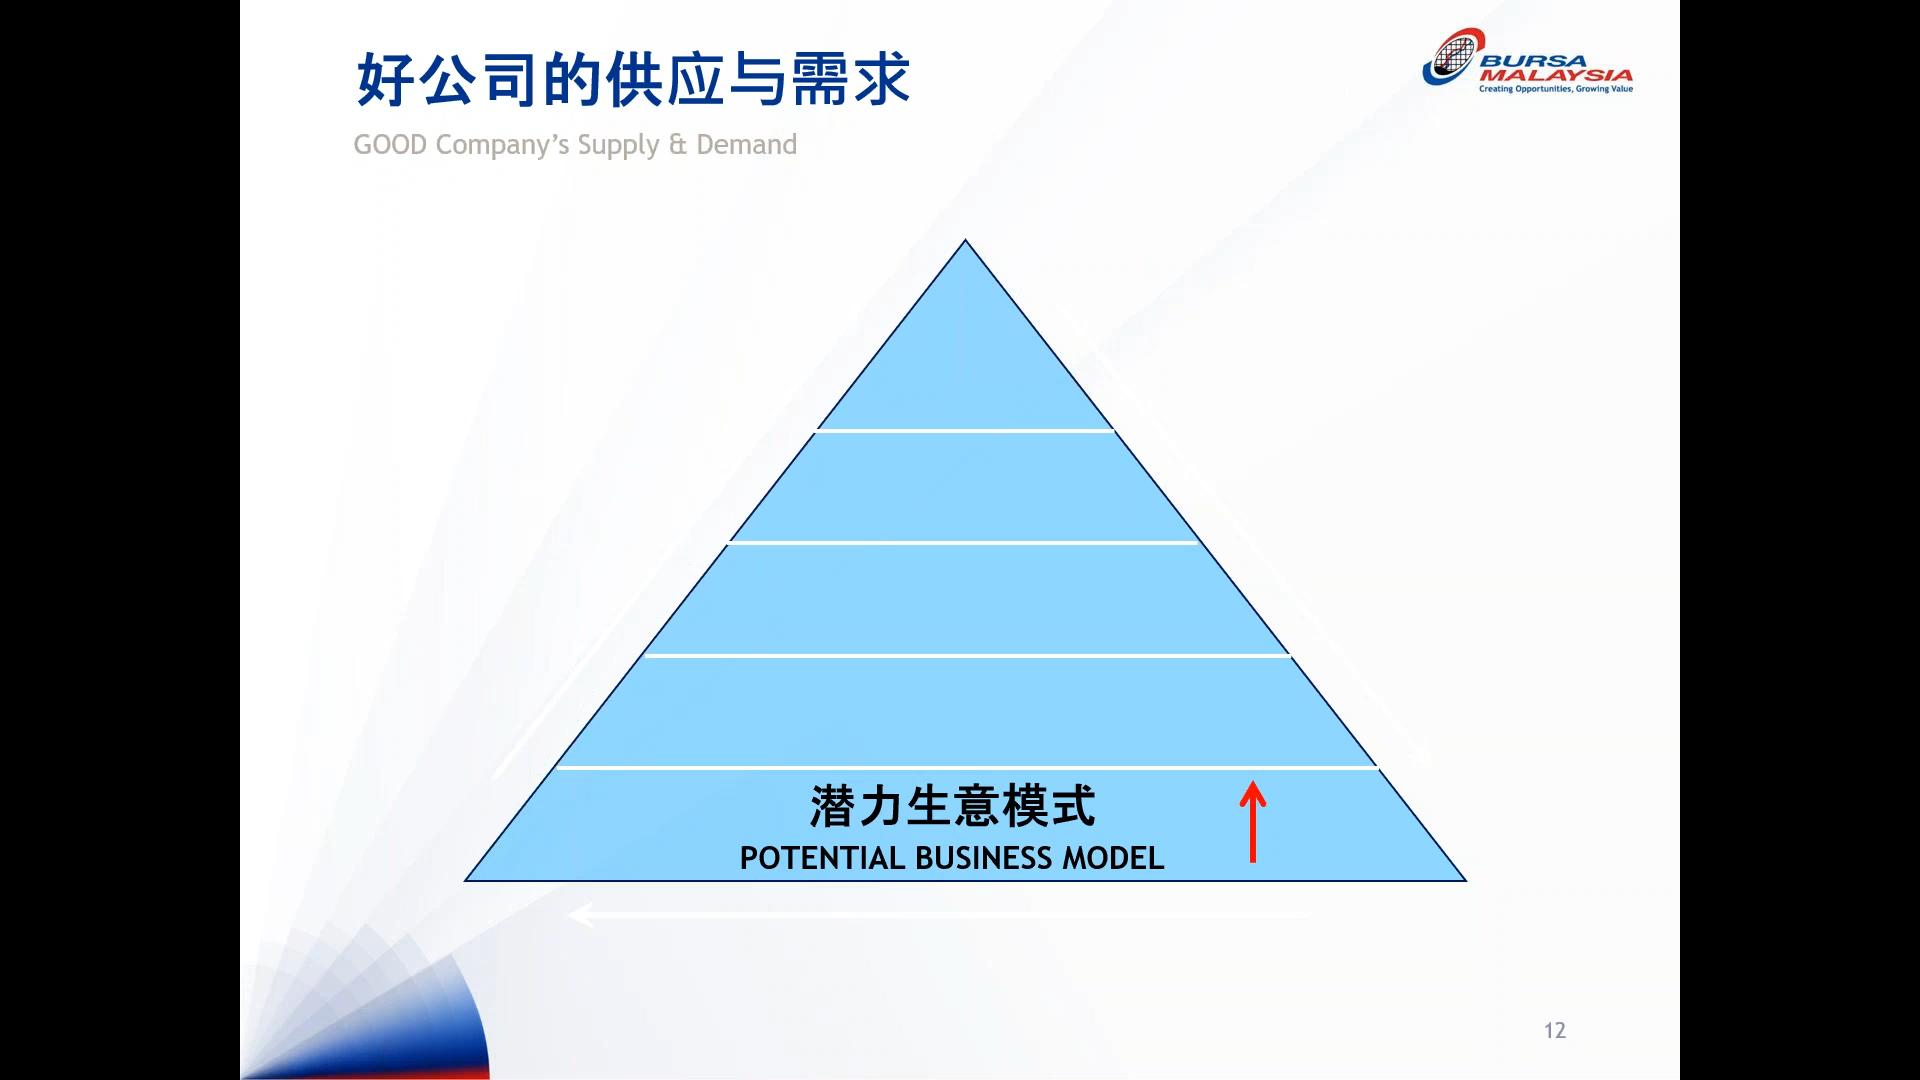 好公司的供应与需求
GOOD Company’s Supply & Demand
BURSA
MALAYSIA
Creating Opportunities, Growing Value
潜力生意模式
POTENTIAL BUSINESS MODEL
12